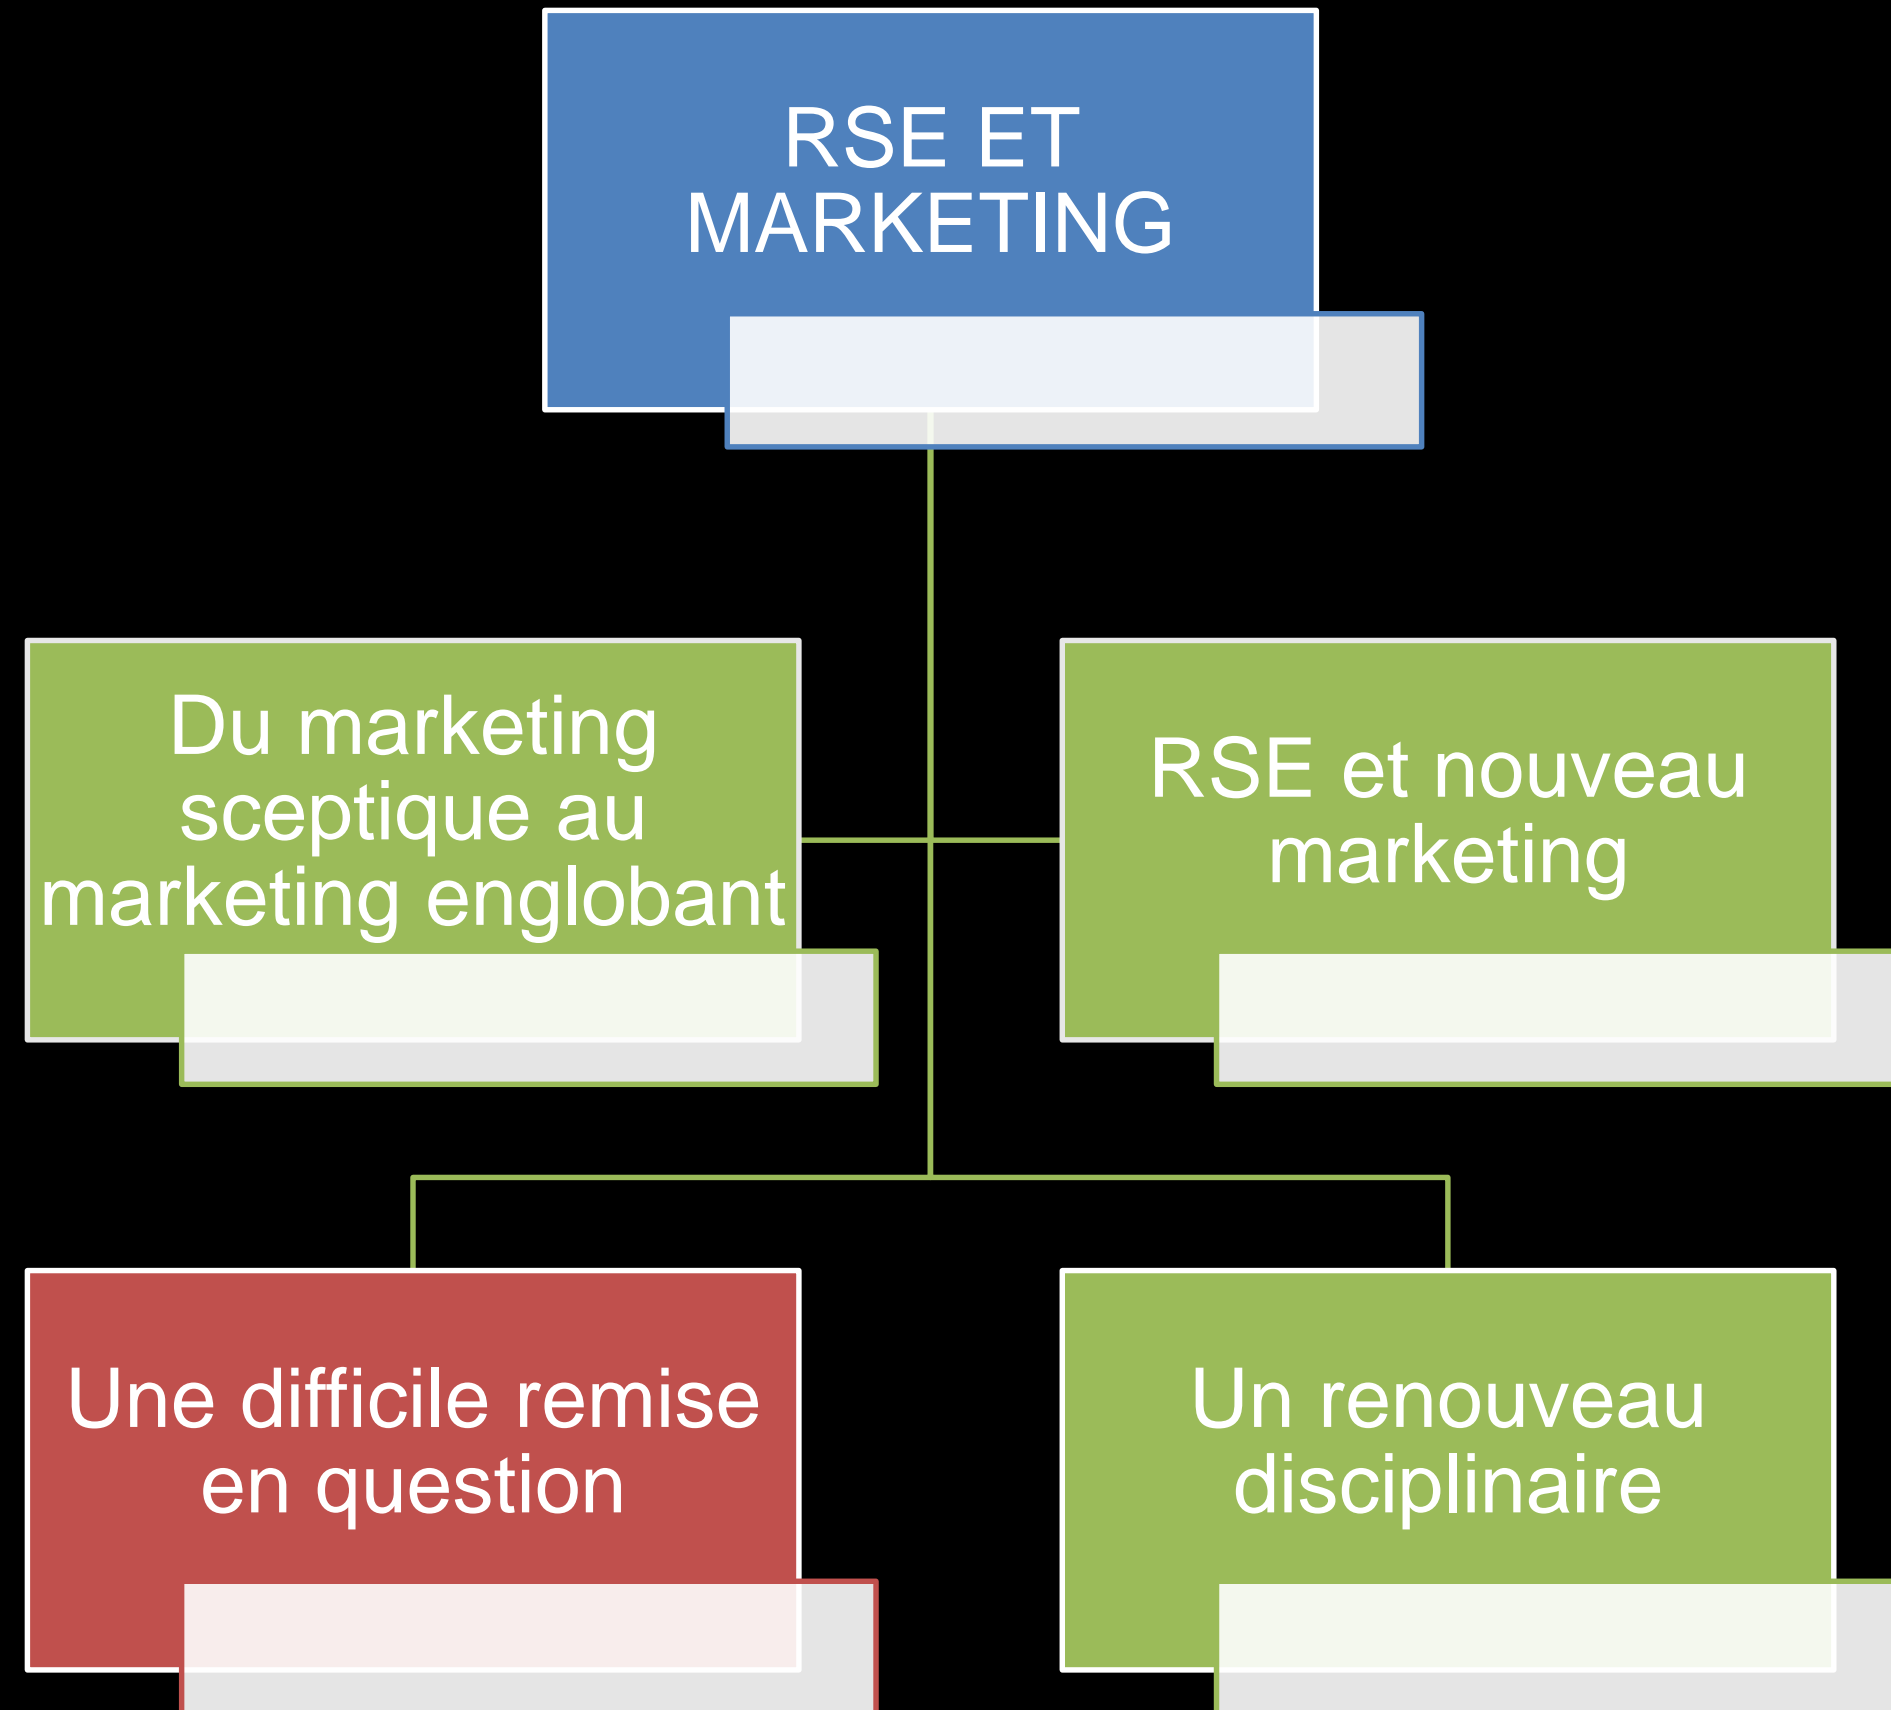 RSE ET
MARKETING
Du marketing
sceptique au
marketing englobant
RSE et nouveau
marketing
Une difficile remise
en question
Un renouveau
disciplinaire